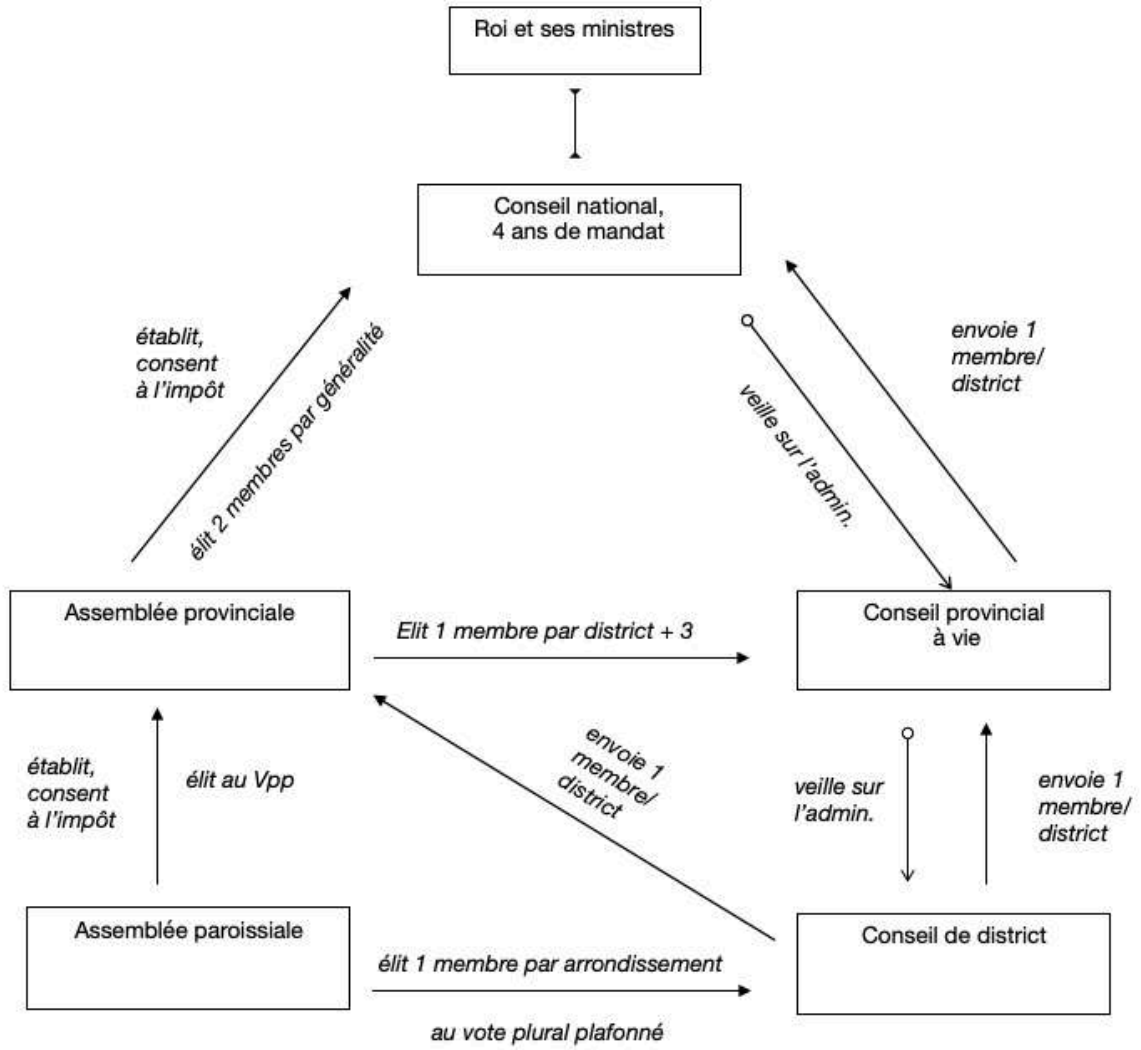 Roi et ses ministres
Conseil national,
4 ans de mandat
établit,
consent
à l'impôt
élit 2 membres par généralité
veille sur l'admin.
envoie 1
membre/
district
Assemblée provinciale
Elit 1 membre par district + 3
Conseil provincial
à vie
établit,
consent
à l'impôt
élit au Vpp
envoie 1
membre/
district
veille sur
l'admin.
envoie 1
membre/
district
Assemblée paroissiale
élit 1 membre par arrondissement
au vote plural plafonné
Conseil de district